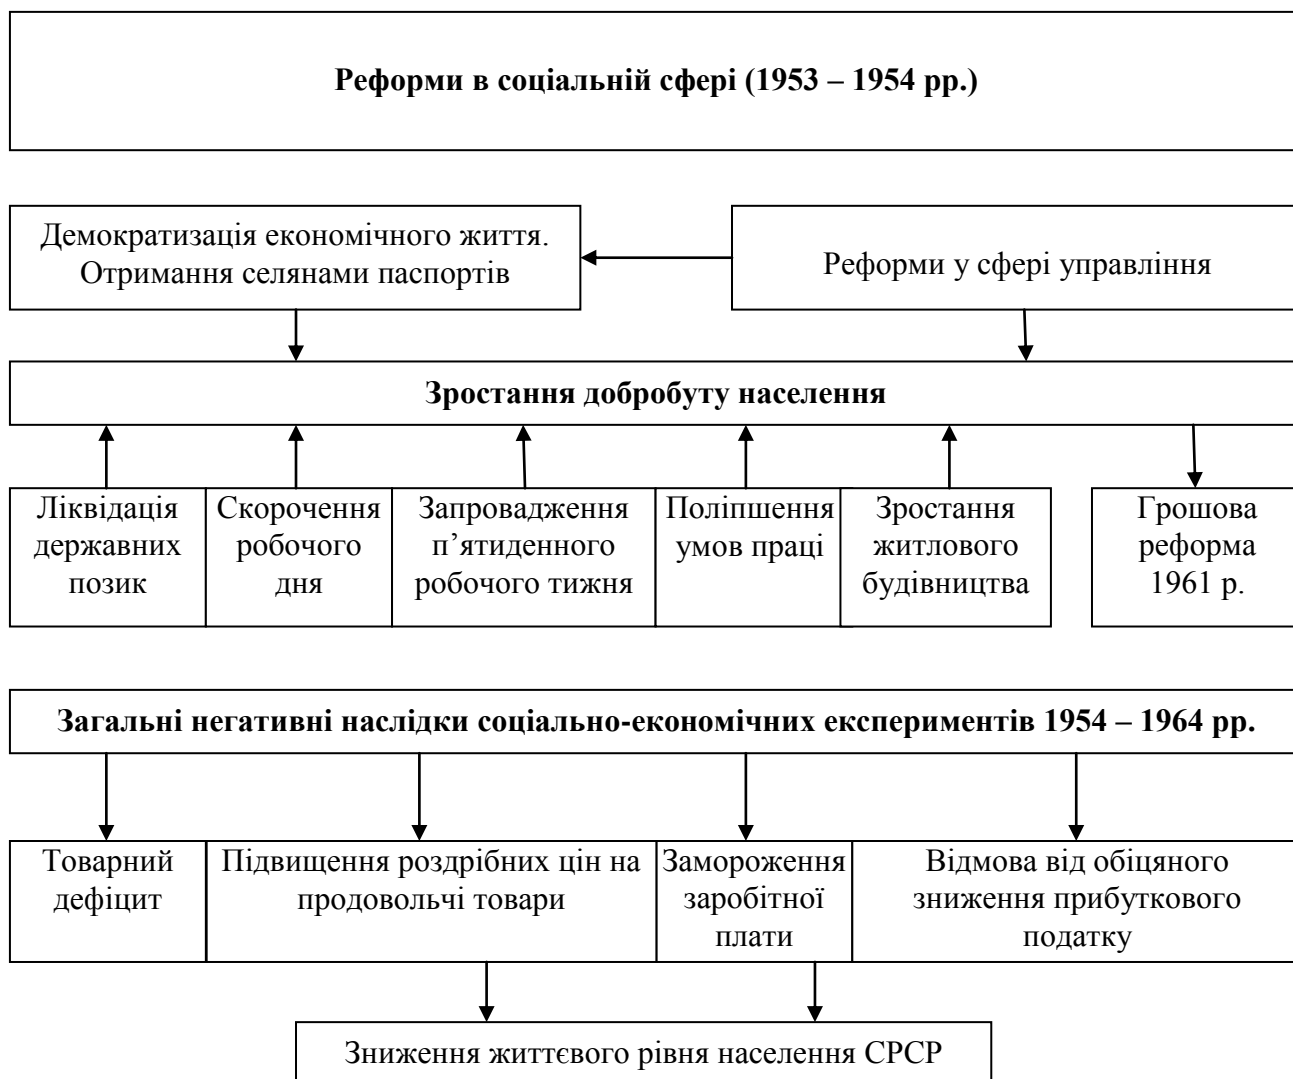 Реформи в соціальній сфері (1953 – 1954 рр.)
Демократизація економічного життя.
Отримання селянами паспортів
Реформи у сфері управління
Зростання добробуту населення
Ліквідація
державних
позик
Скорочення
робочого
дня
Запровадження
п’ятиденного
робочого тижня
Поліпшення
умов праці
Зростання
житлового
будівництва
Грошова
реформа
1961 р.
Загальні негативні наслідки соціально-економічних експериментів 1954 – 1964 рр.
Товарний
дефіцит
Підвищення роздрібних цін на
продовольчі товари
Замороження
заробітної
плати
Відмова від обіцяного
зниження прибуткового
податку
Зниження життєвого рівня населення СРСР